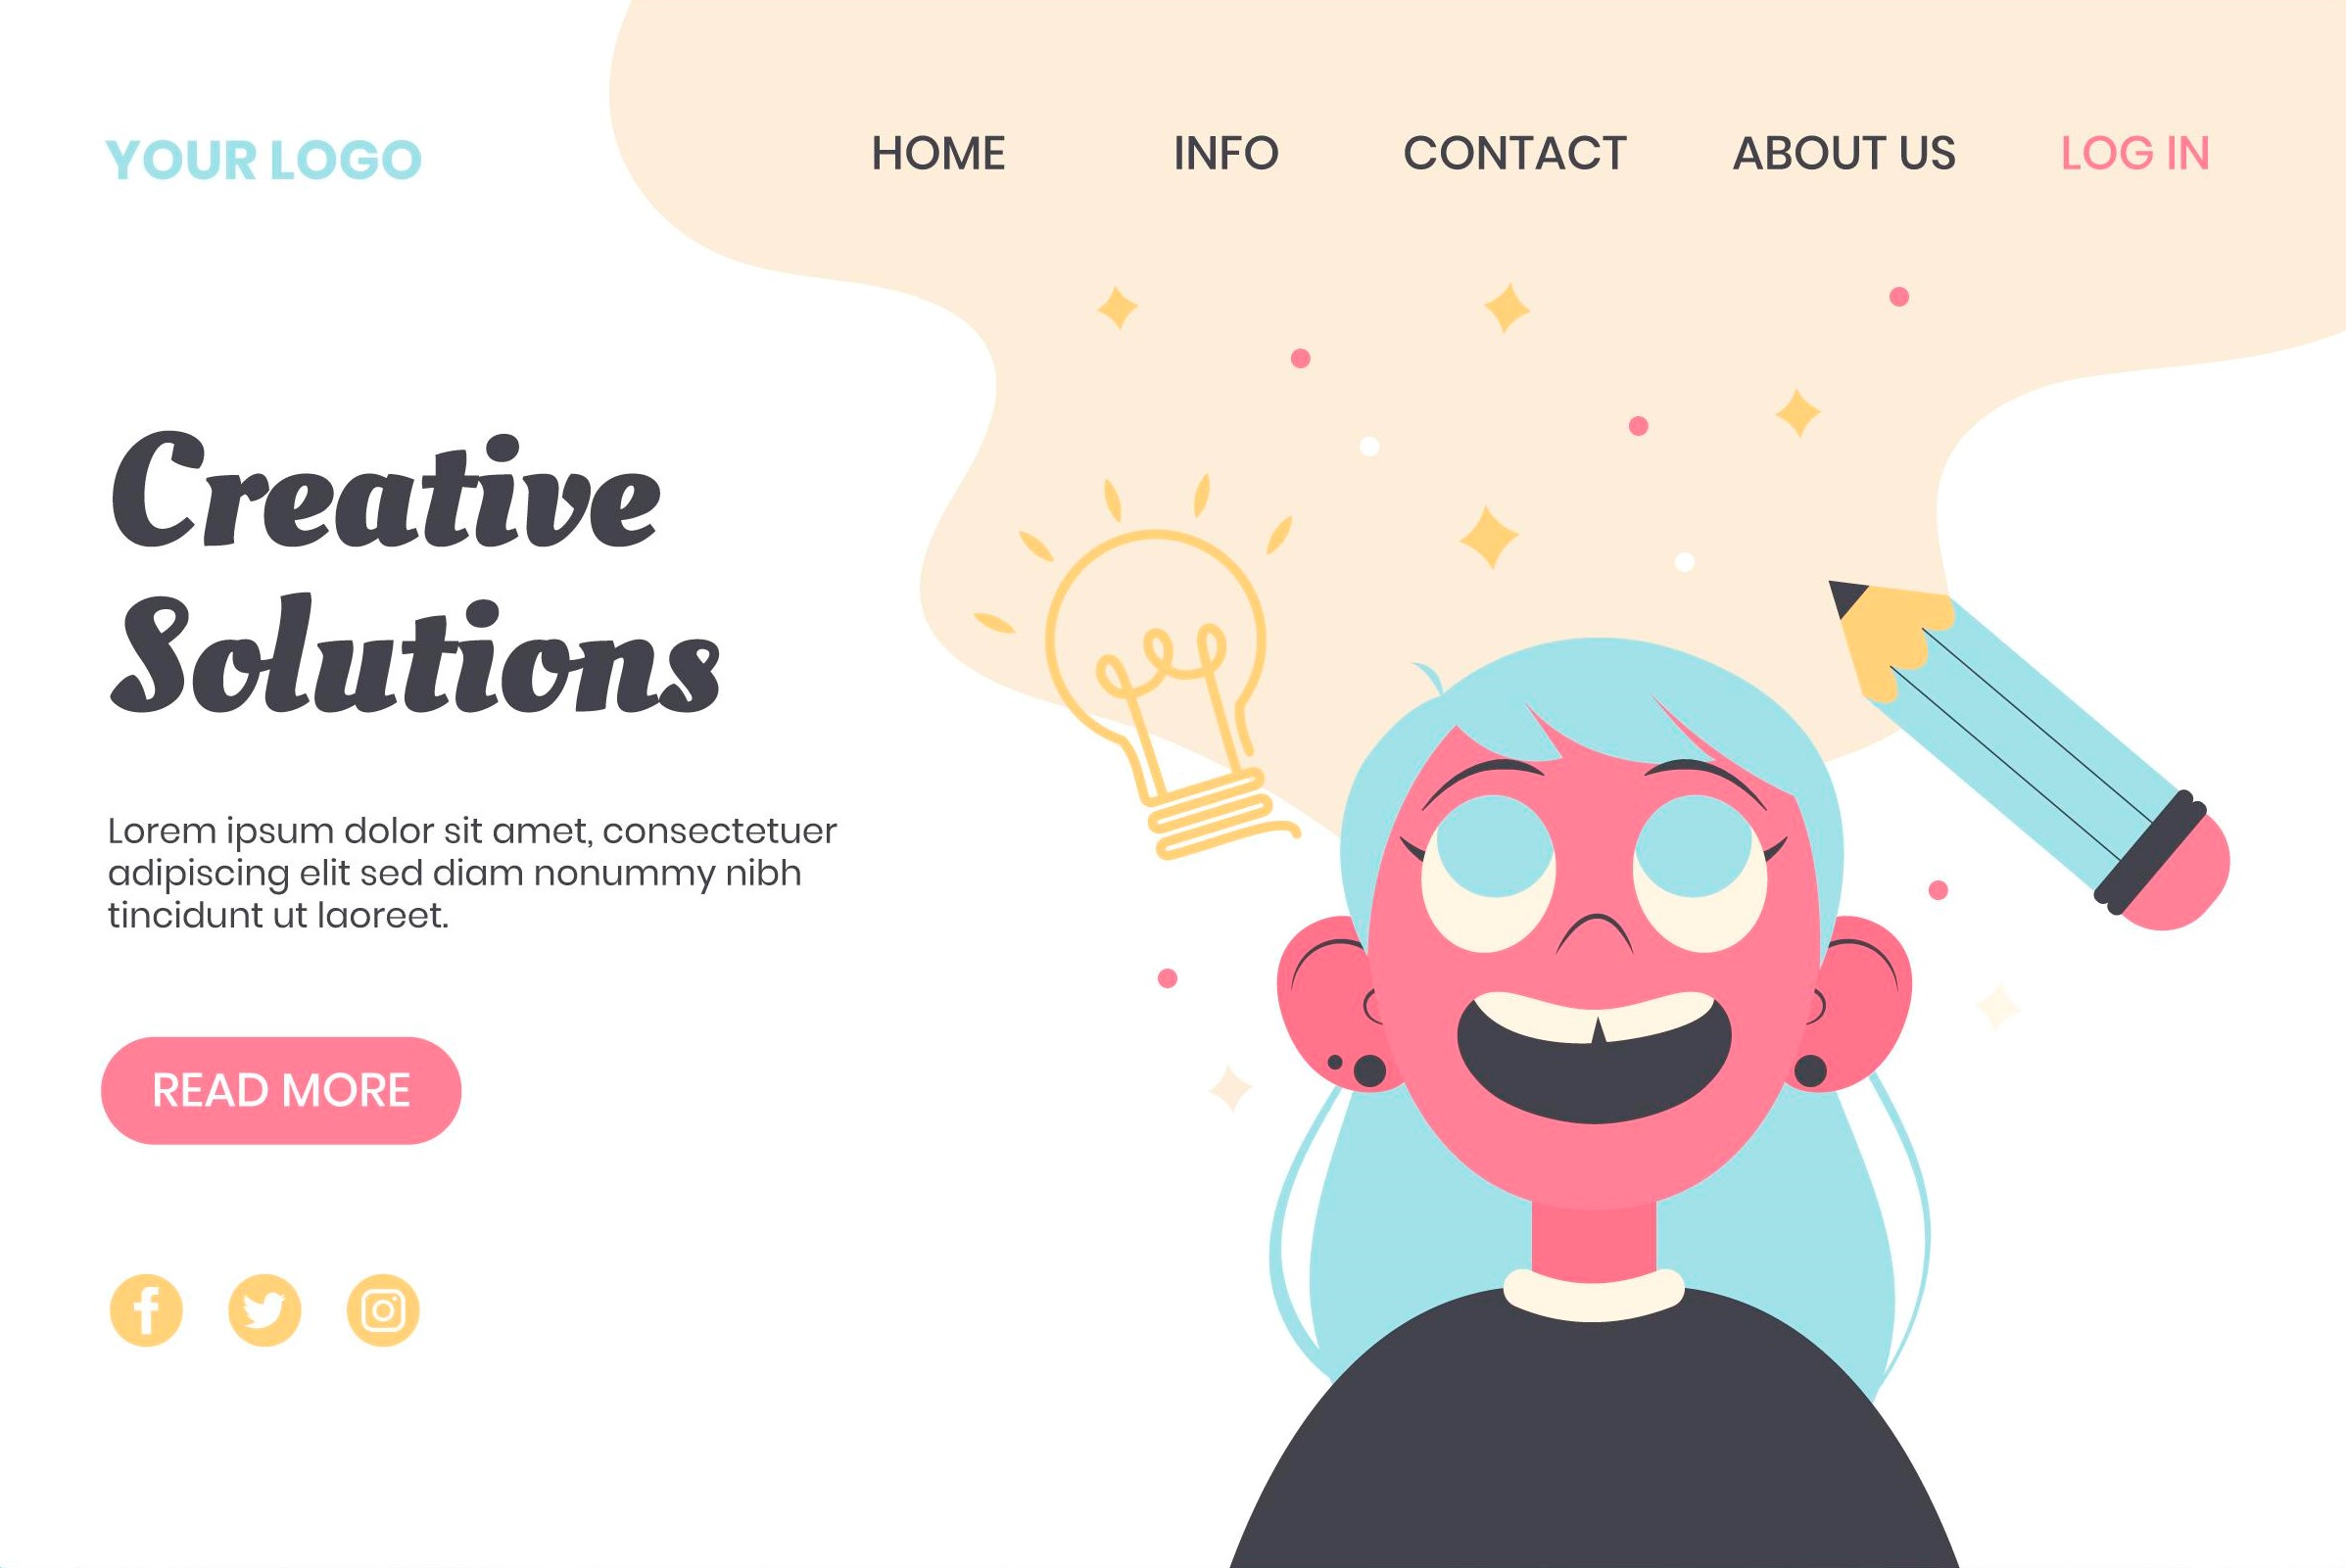 YOUR LOGO
HOME INFO CONTACT ABOUT US LOG IN
Creative
Solutions
Lorem ipsum dolor sit amet, consectetuer
adipiscing elit sed diam nonummy nibh
tincidunt ut laoreet.
READ MORE